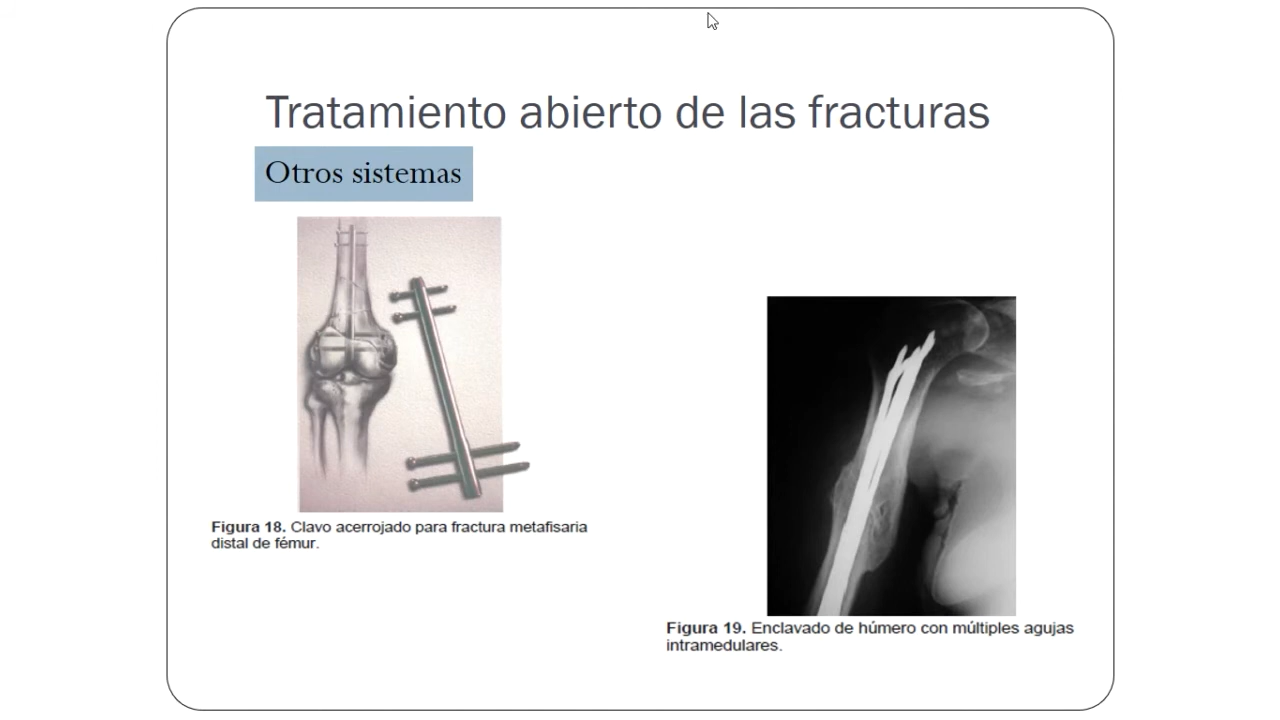 Tratamiento abierto de las fracturas
Otros sistemas
Figura 18. Clavo acerrojado para fractura metafisaria
distal de fémur.
Figura 19. Enclavado de húmero con múltiples agujas
intramedulares.